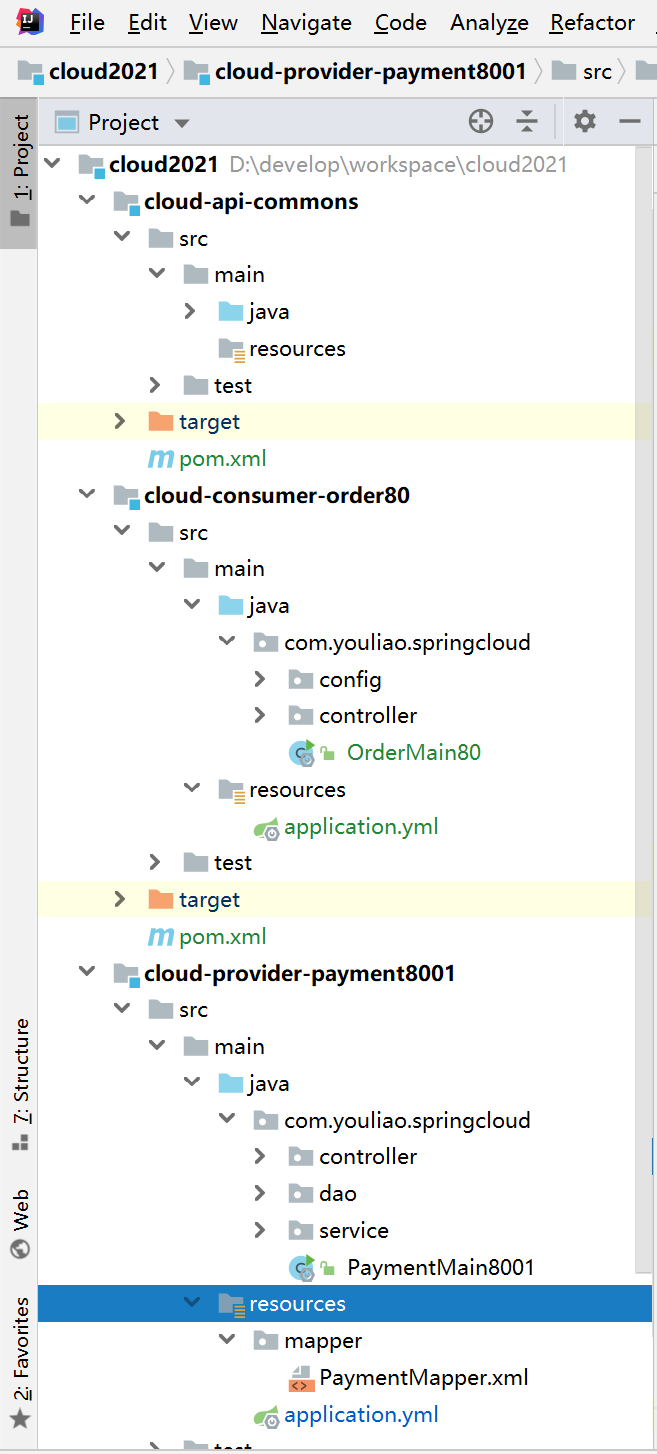 File Edit View Navigate Code Analyze Refactor
cloud2021 cloud-provider-payment8001 src
1: Project
Project
cloud2021 D:\develop\workspace\cloud2021
cloud-api-commons
src
main
java
resources
test
target
pom.xml
cloud-consumer-order80
src
main
java
com.youliao.springcloud
config
controller
OrderMain80
resources
application.yml
test
target
pom.xml
cloud-provider-payment8001
src
main
java
com.youliao.springcloud
controller
dao
service
PaymentMain8001
resources
mapper
PaymentMapper.xml
application.yml
test
7: Structure
Web
2: Favorites